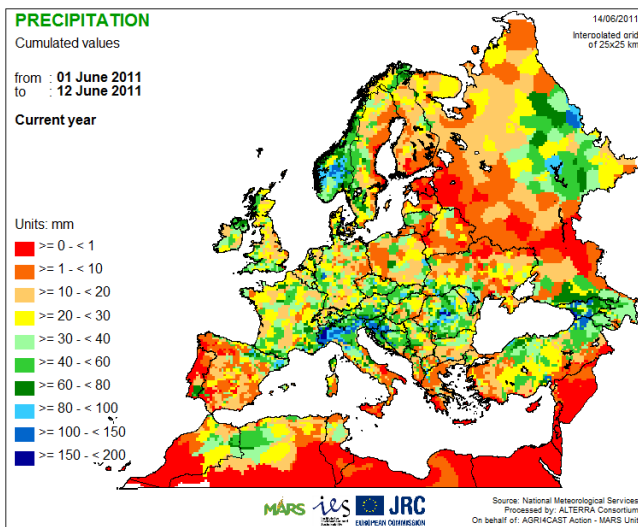 PRECIPITATION
Cumulated values
from : 01 June 2011
to : 12 June 2011
Current year
14/06/2011
Interpolated grid
of 25x25 km
Units: mm
>= 0 - < 1
>= 1 - < 10
>= 10 - < 20
>= 20 - < 30
>= 30 - < 40
>= 40 - < 60
>= 60 - < 80
>= 80 - < 100
>= 100 - < 150
>= 150 - < 200
MARS ies JRC
EUROPEAN COMMISSION
Source: National Meteorological Services
Processed by: ALTERRA Consortium
On behalf of: AGRI4CAST Action - MARS Unit